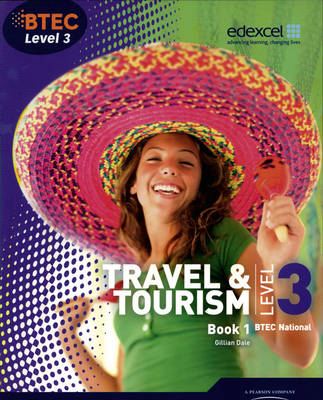 BTEC
Level 3
edexcel
advancing learning, changing lives
TRAVEL &
TOURISM
LEVEL 3
Book 1 BTEC National
Gillian Dale
A PEARSON COMPANY